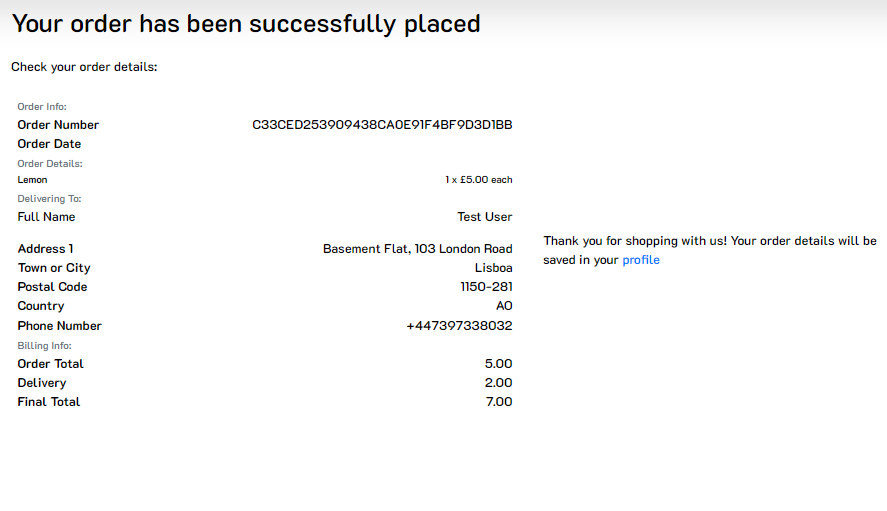 Your order has been successfully placed
Check your order details:
Order Info:
Order Number C33CED253909438CA0E91F4BF9D3D1BB
Order Date
Order Details:
Lemon 1 x £5.00 each
Delivering To:
Full Name Test User
Address 1 Basement Flat, 103 London Road
Town or City Lisboa
Postal Code 1150-281
Country AO
Phone Number +447397338032
Billing Info:
Order Total 5.00
Delivery 2.00
Final Total 7.00
Thank you for shopping with us! Your order details will be
saved in your profile